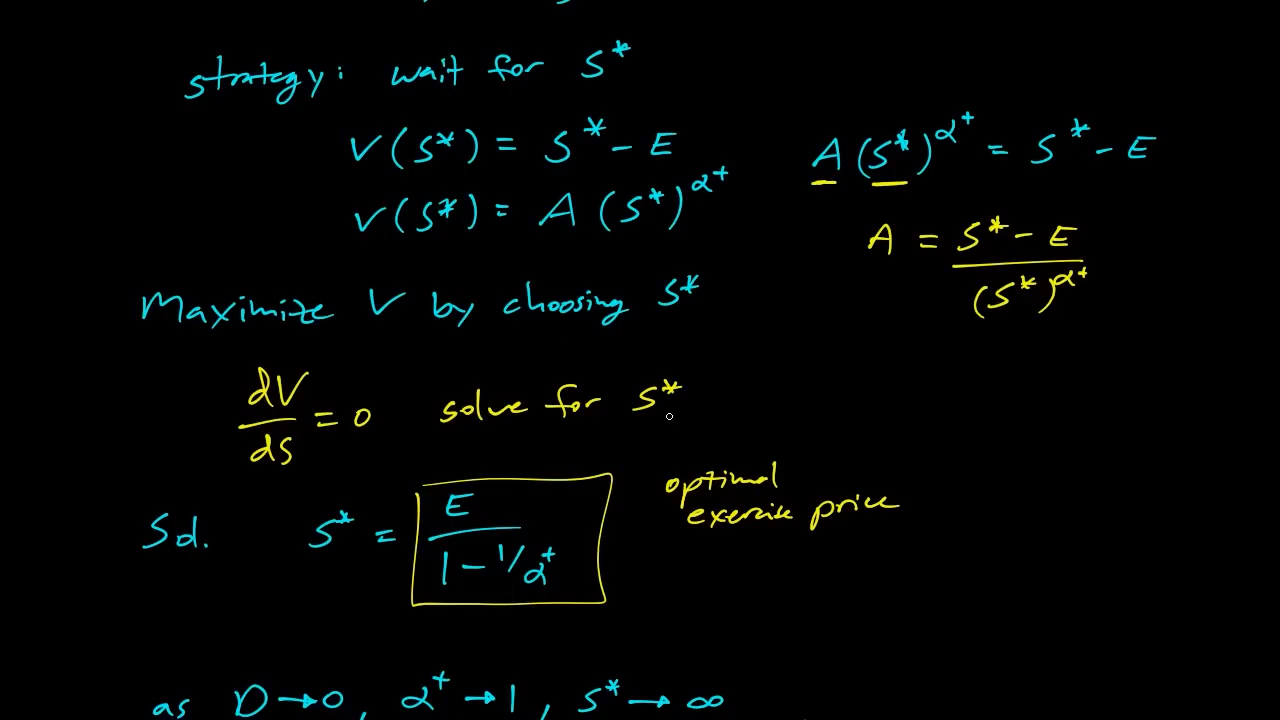 strategy: wait for S*
V(S*) = S* - E
V(S*) = A (S*)^α+
A (S*)^α+ = S* - E
A = (S* - E) / (S*)^α+
Maximize V by choosing S*
dV/dS = 0 solve for S*
Sol. S* = E / (1 - 1/α+)
optimal
exercise price
as D → 0, α+ → 1, S* → ∞